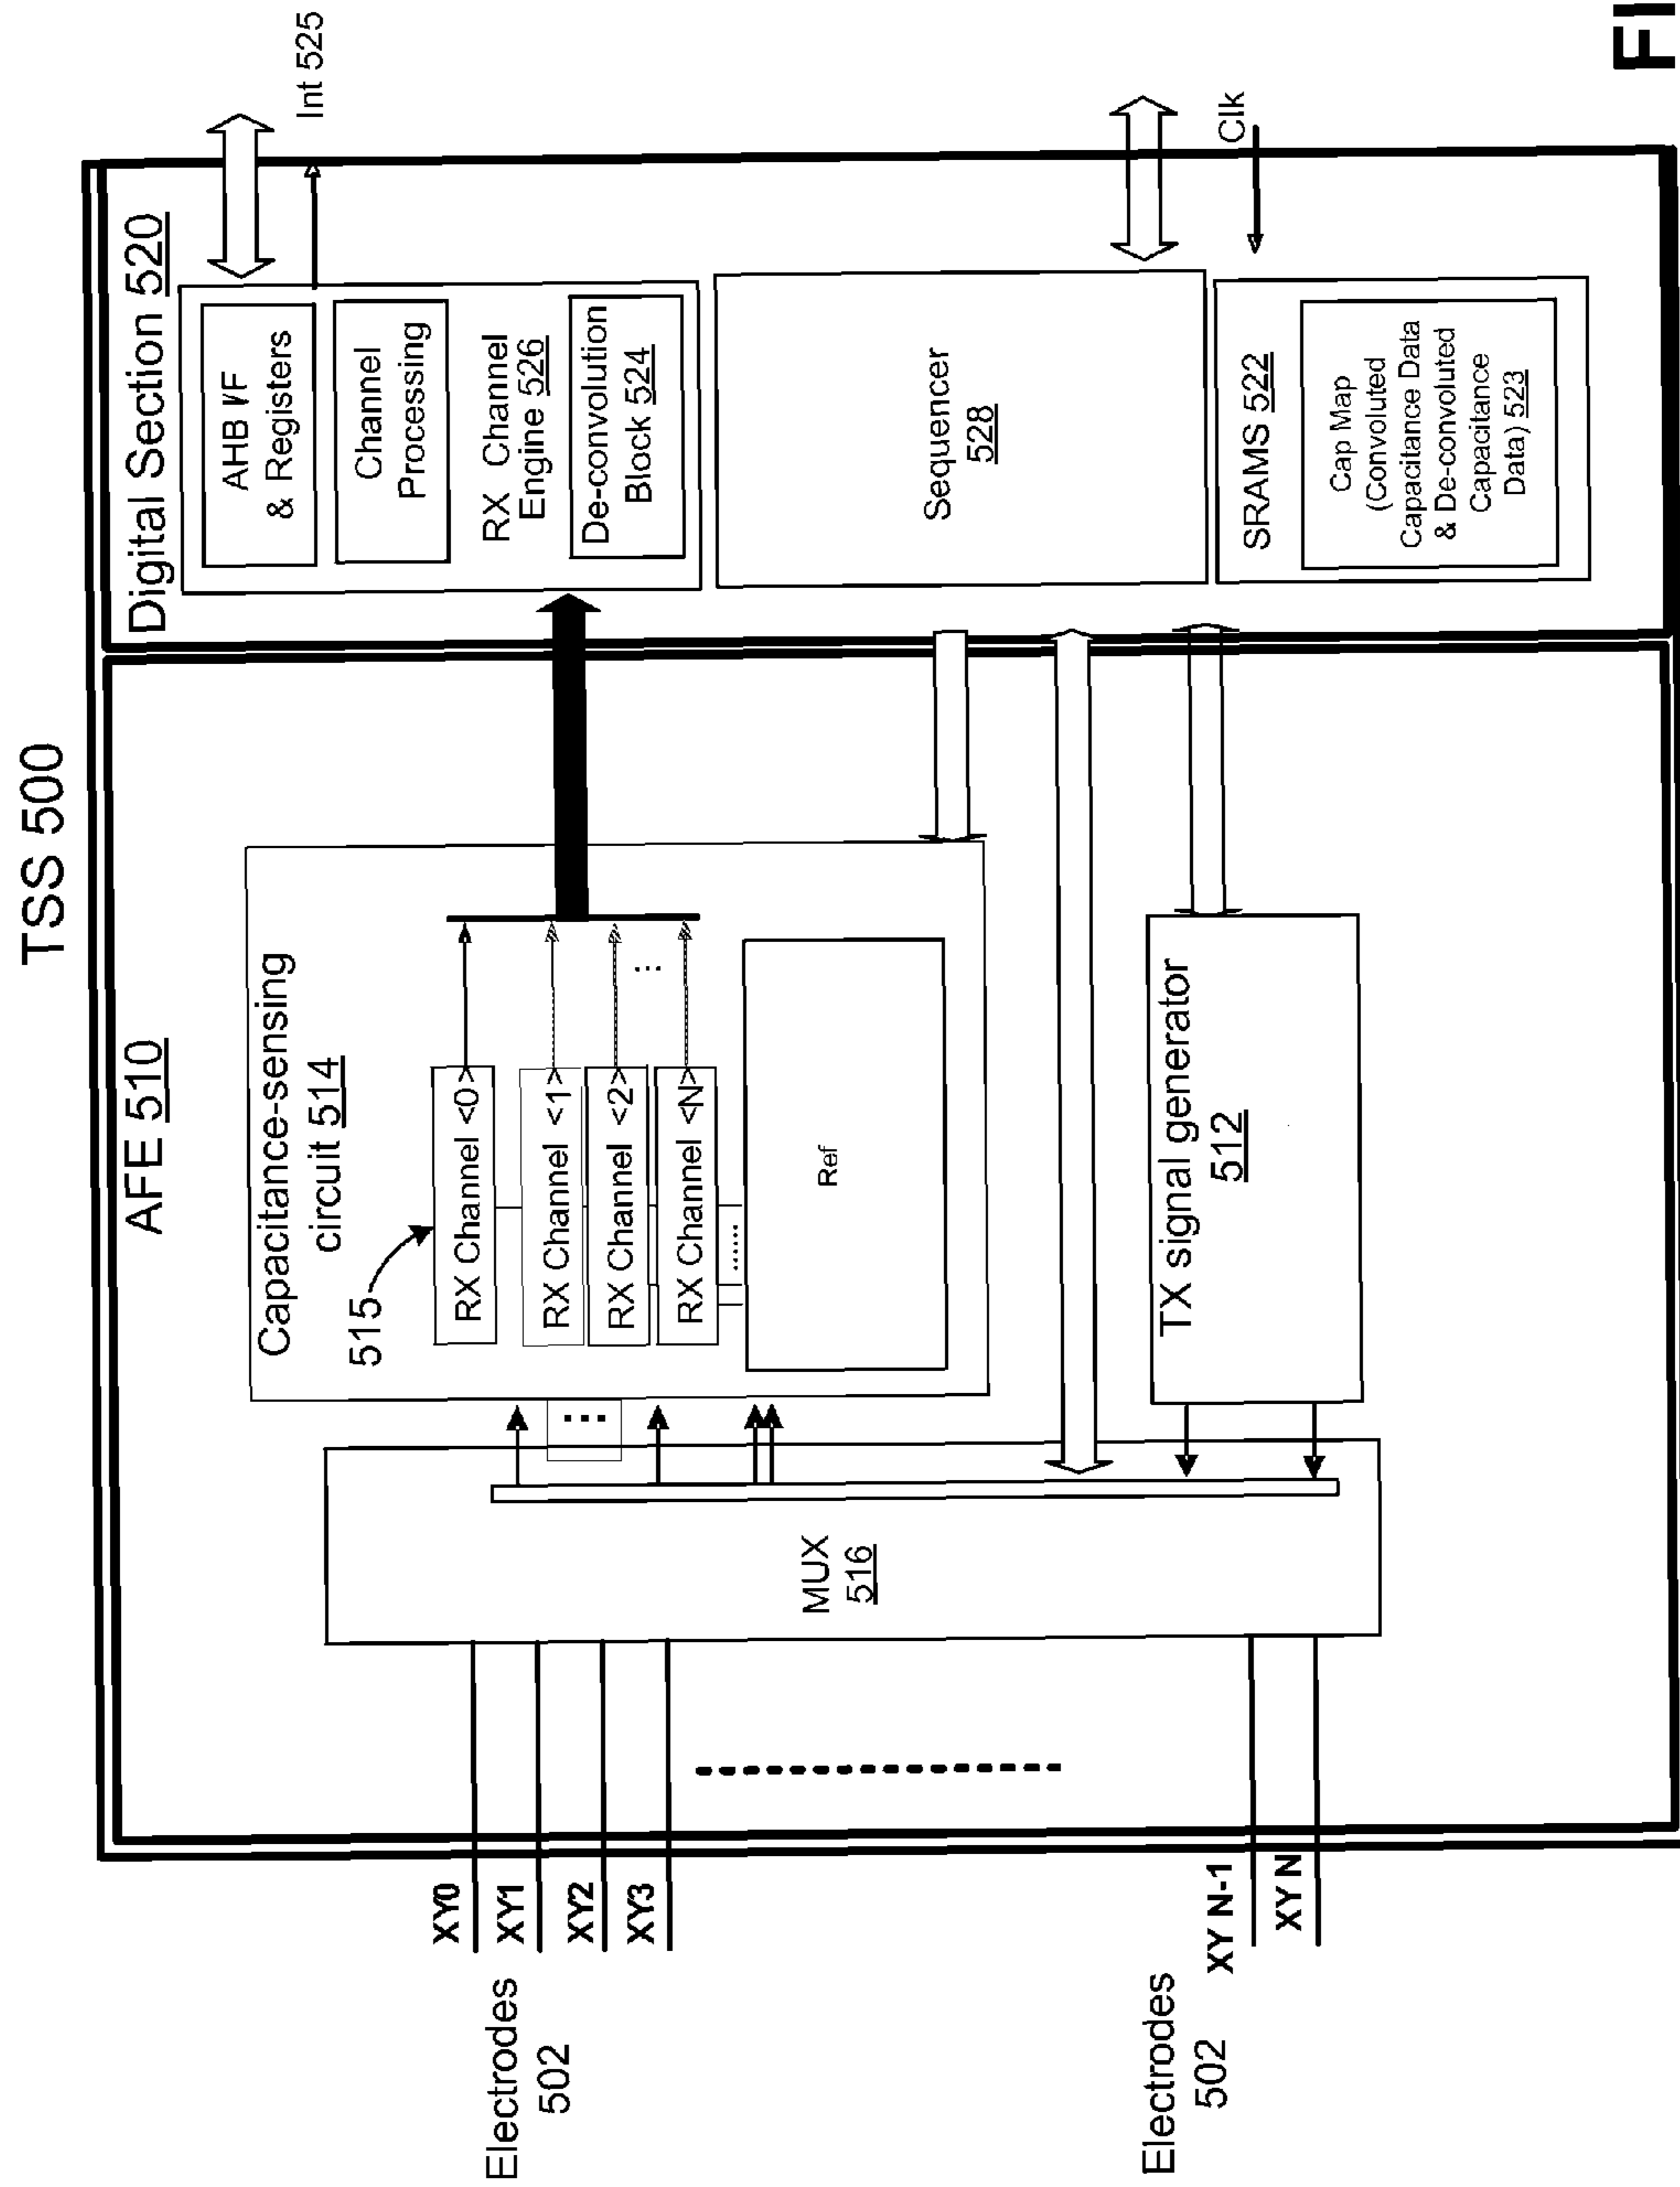 TSS 500
AFE 510
Digital Section 520
Electrodes
502
XY0
XY1
XY2
XY3
Electrodes
502
XY N-1
XY N
MUX
516
...
Capacitance-sensing
circuit 514
515
RX Channel <0>
RX Channel <1>
RX Channel <2>
RX Channel <N>
...
......
Ref
TX signal generator
512
AHB I/F
& Registers
Channel
Processing
RX Channel
Engine 526
De-convolution
Block 524
Sequencer
528
SRAMS 522
Cap Map
(Convoluted
Capacitance Data
& De-convoluted
Capacitance
Data) 523
Int 525
Clk